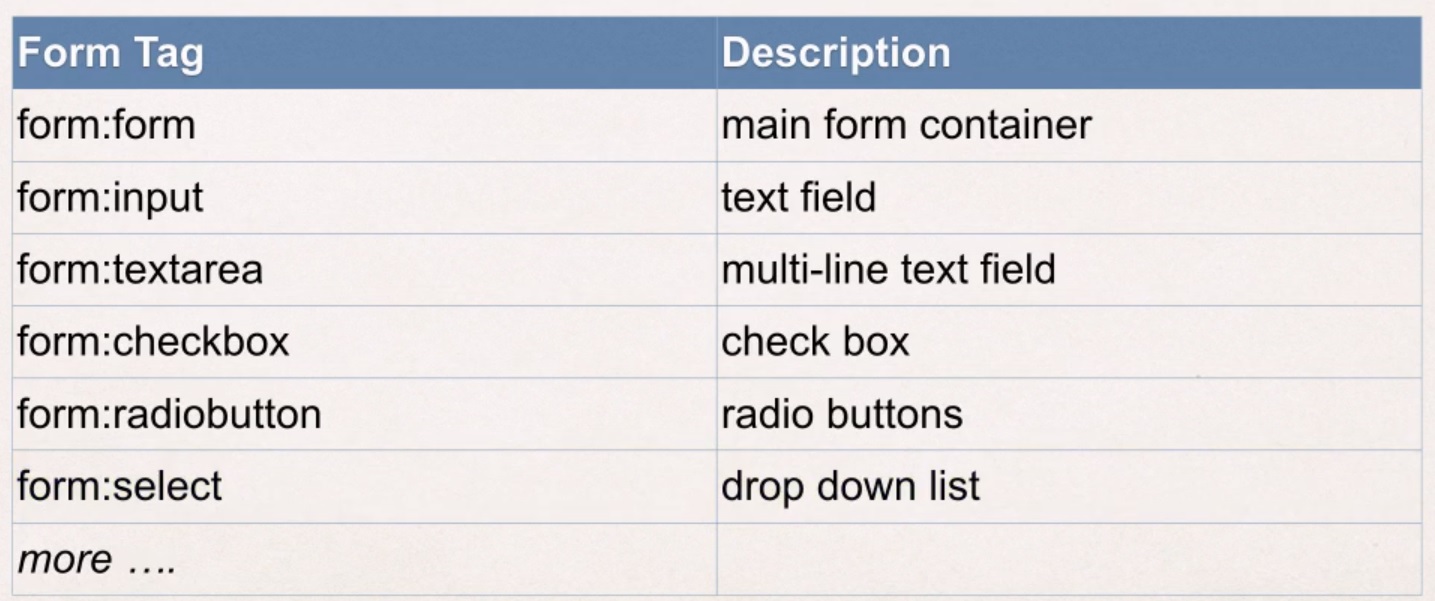 Form Tag Description
form:form main form container
form:input text field
form:textarea multi-line text field
form:checkbox check box
form:radiobutton radio buttons
form:select drop down list
more ….